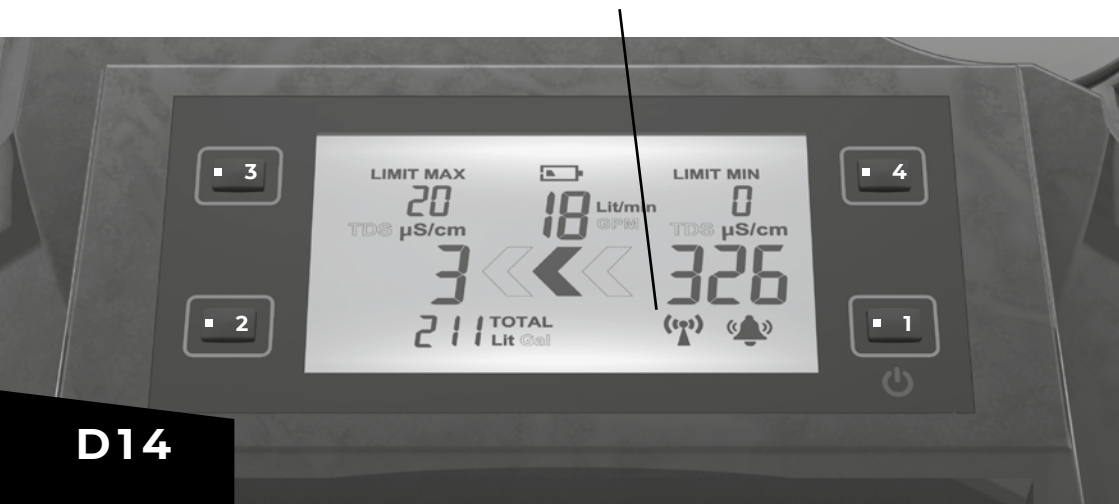 LIMIT MAX
20
TDS µS/cm
3
211 TOTAL
Lit Gal
18 Lit/min
GPM
LIMIT MIN
0
TDS µS/cm
326
3
4
2
1
D14